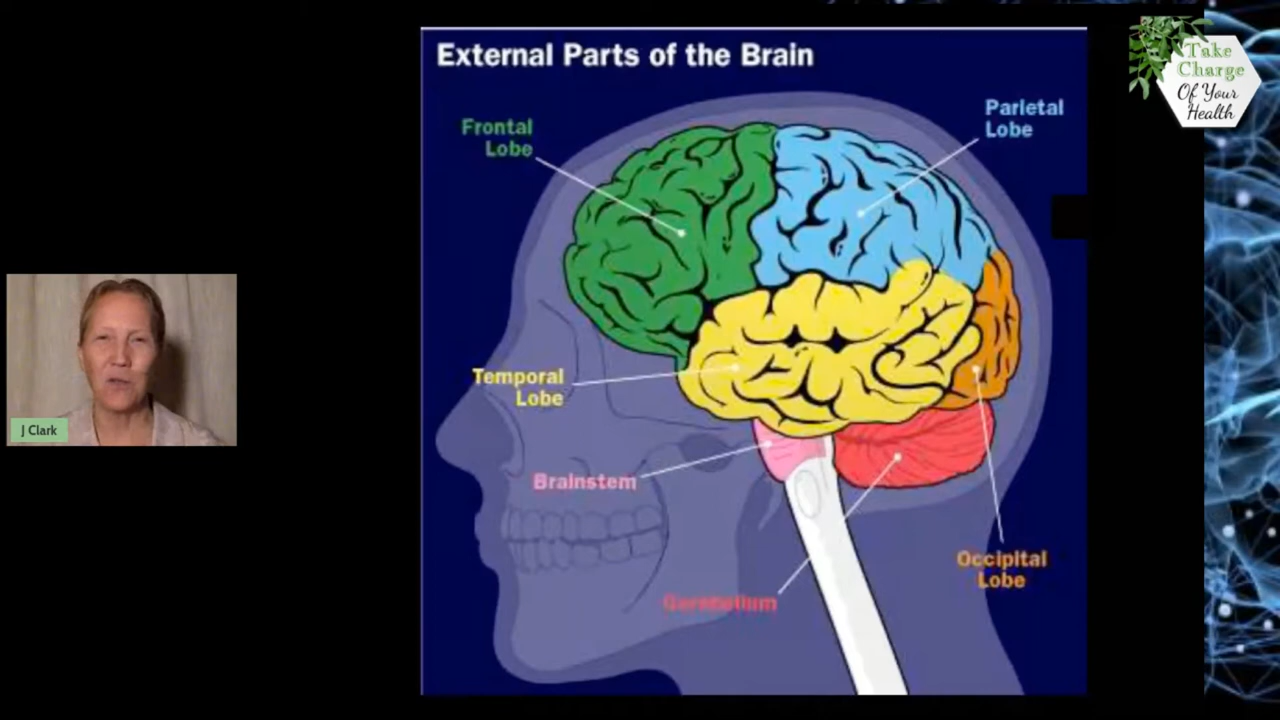 External Parts of the Brain
Take
Charge
Of Your
Health
Parietal
Lobe
Frontal
Lobe
Temporal
Lobe
J Clark
Brainstem
Occipital
Lobe
Cerebellum